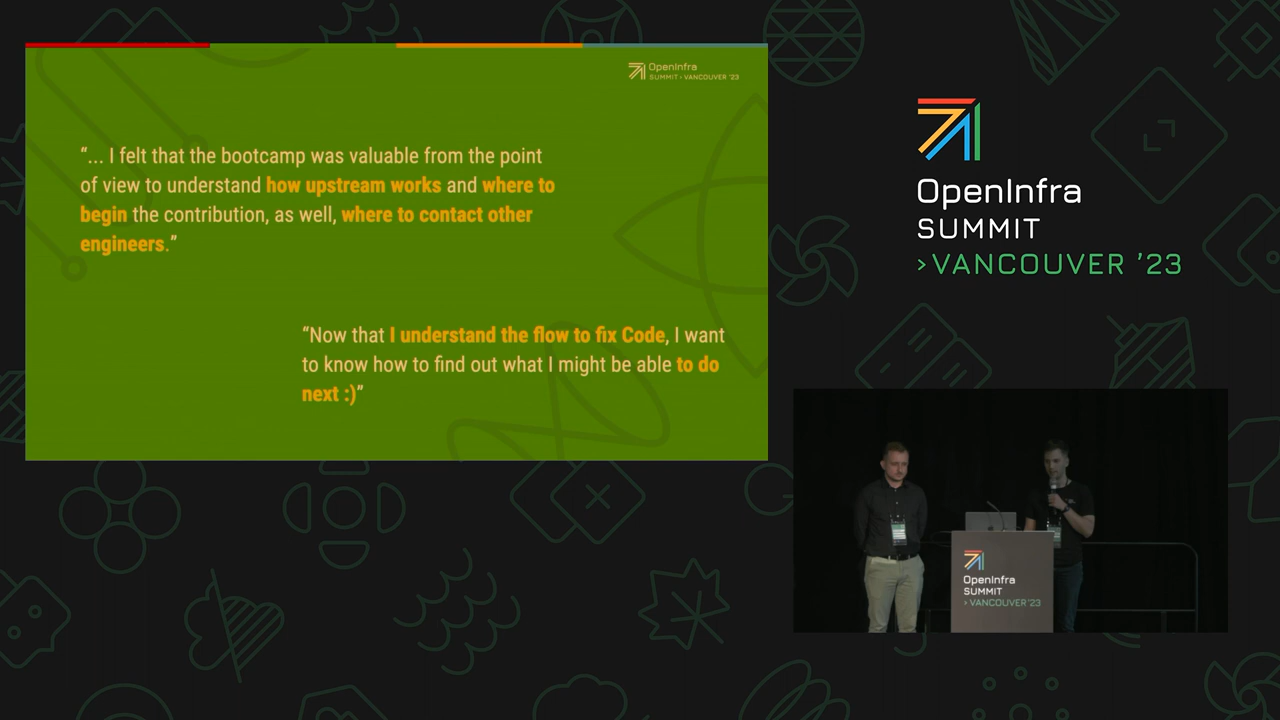 OpenInfra
SUMMIT › VANCOUVER '23
“... I felt that the bootcamp was valuable from the point
of view to understand how upstream works and where to
begin the contribution, as well, where to contact other
engineers.”
“Now that I understand the flow to fix Code, I want
to know how to find out what I might be able to do
next :)”
OpenInfra
SUMMIT
›VANCOUVER ’23
OpenInfra
SUMMIT
› VANCOUVER '23